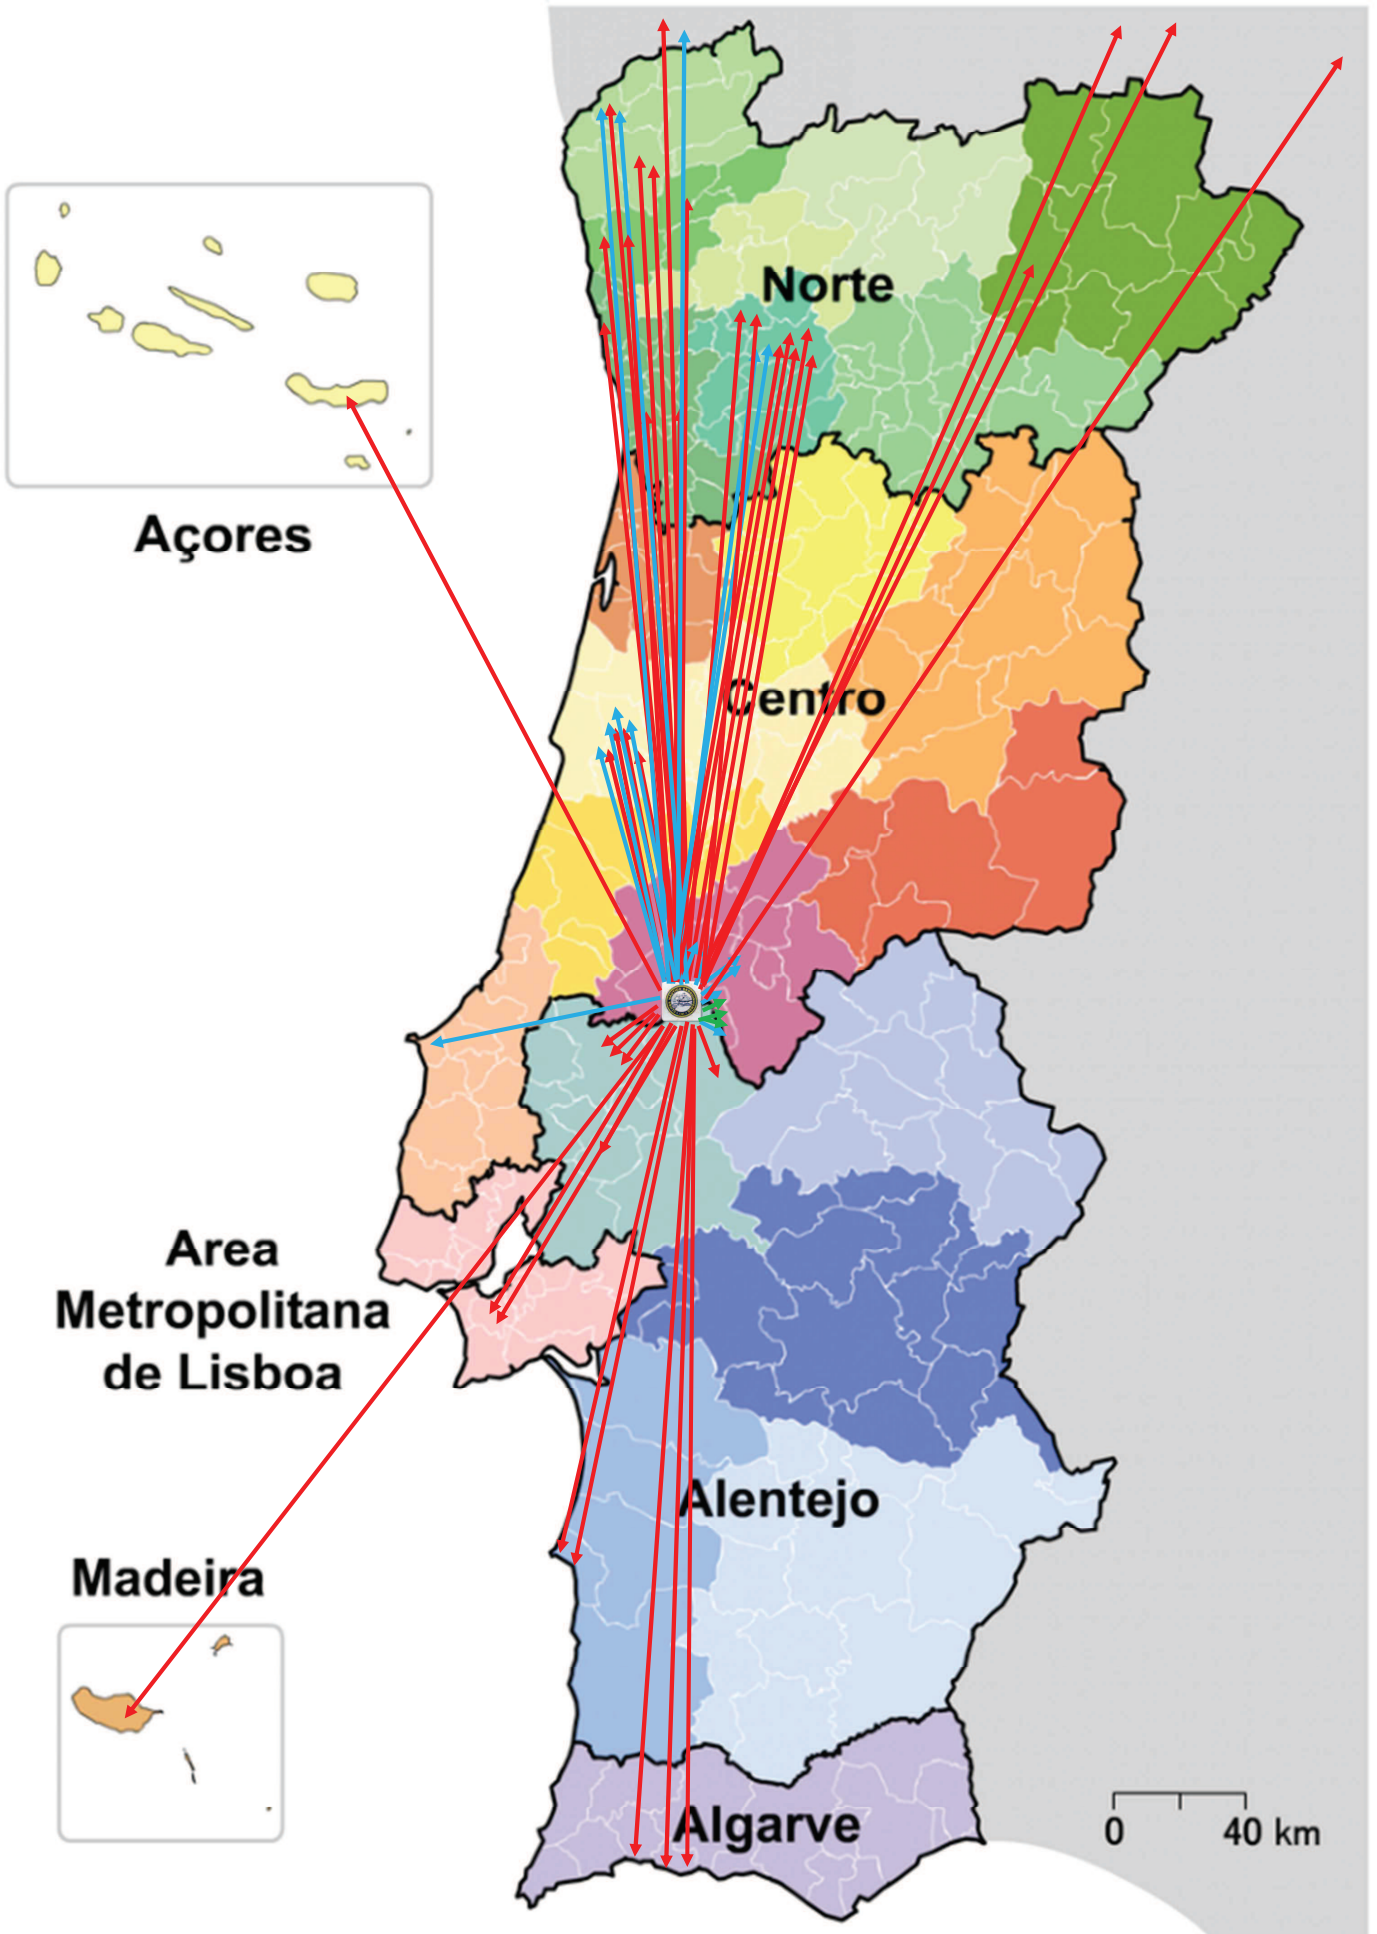 Norte
Açores
Centro
Area
Metropolitana
de Lisboa
Alentejo
Madeira
Algarve
0 40 km